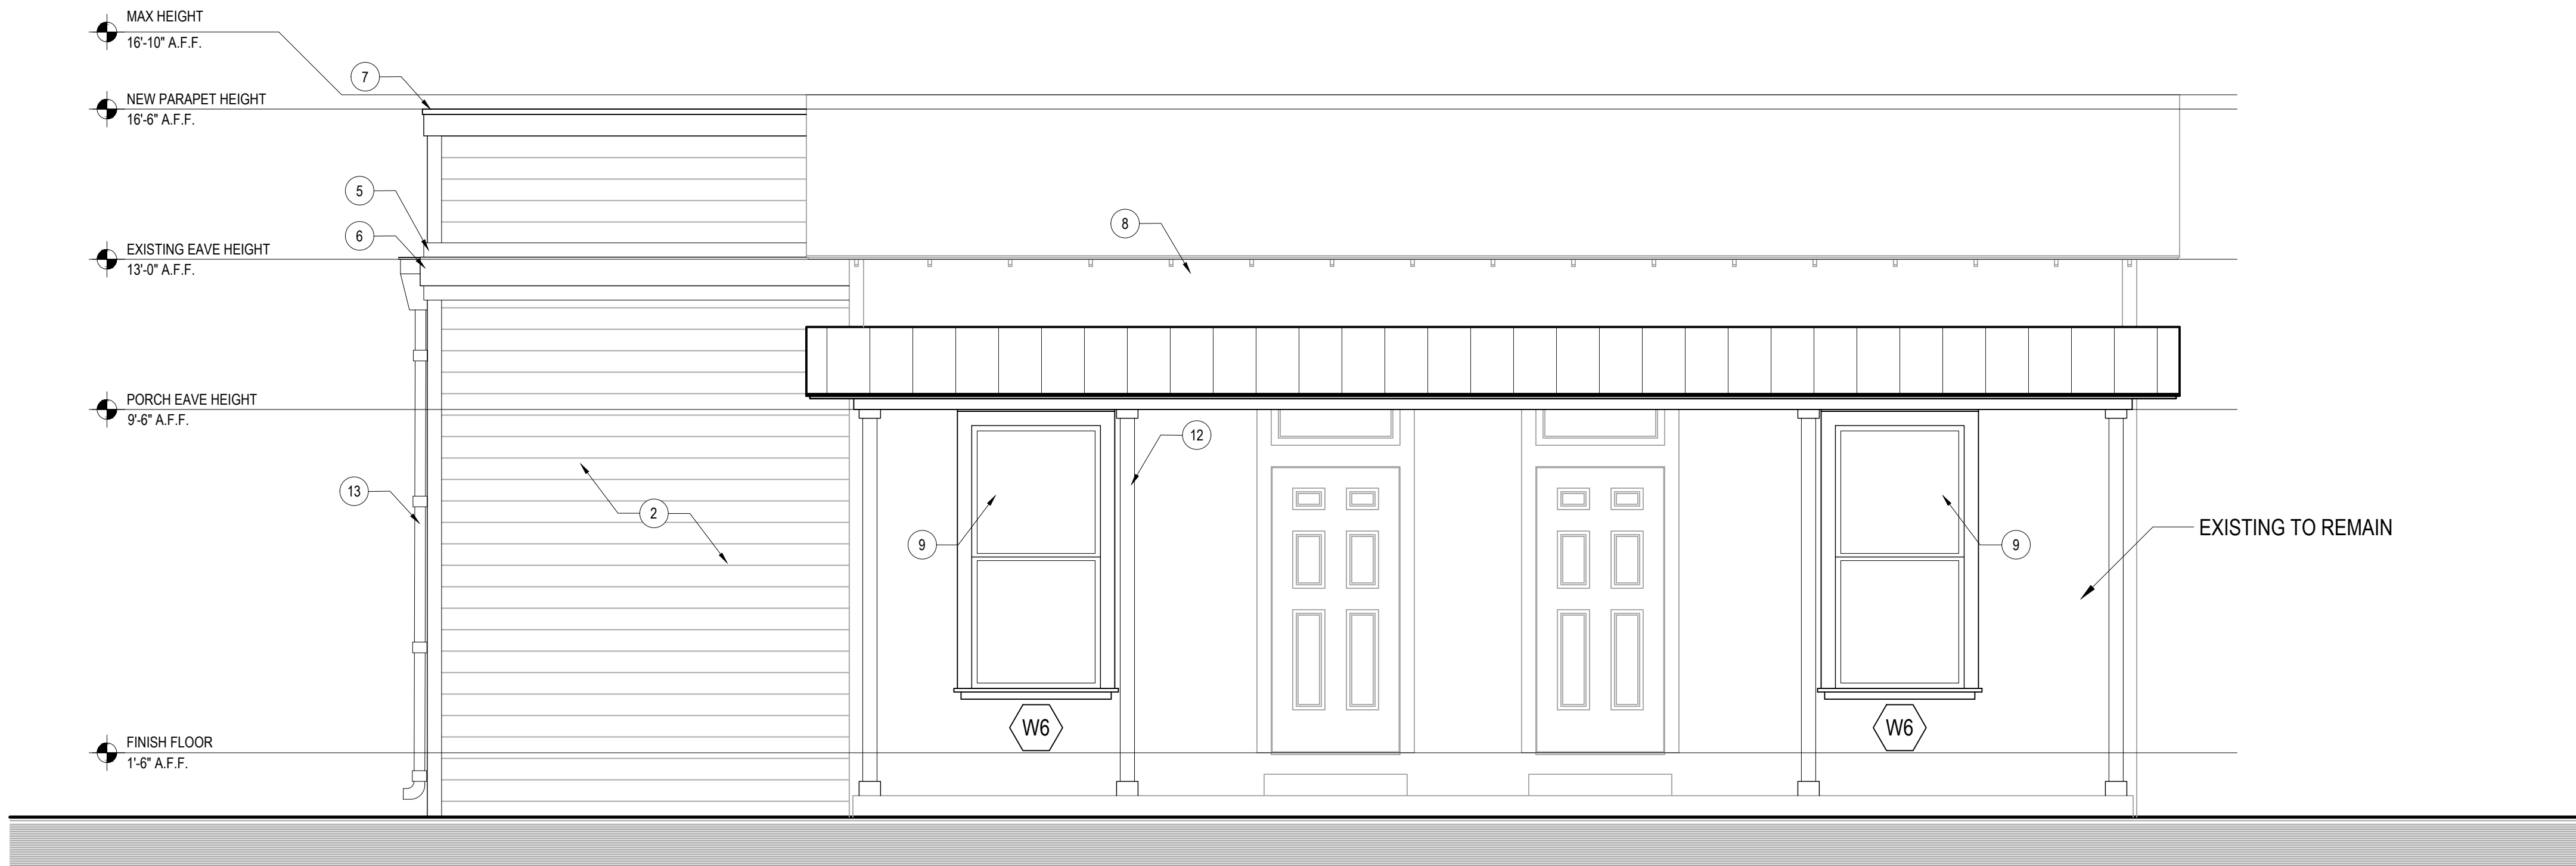 MAX HEIGHT
16'-10" A.F.F.
7
NEW PARAPET HEIGHT
16'-6" A.F.F.
5
6
8
EXISTING EAVE HEIGHT
13'-0" A.F.F.
PORCH EAVE HEIGHT
9'-6" A.F.F.
12
13
2
9
9
EXISTING TO REMAIN
W6
W6
FINISH FLOOR
1'-6" A.F.F.